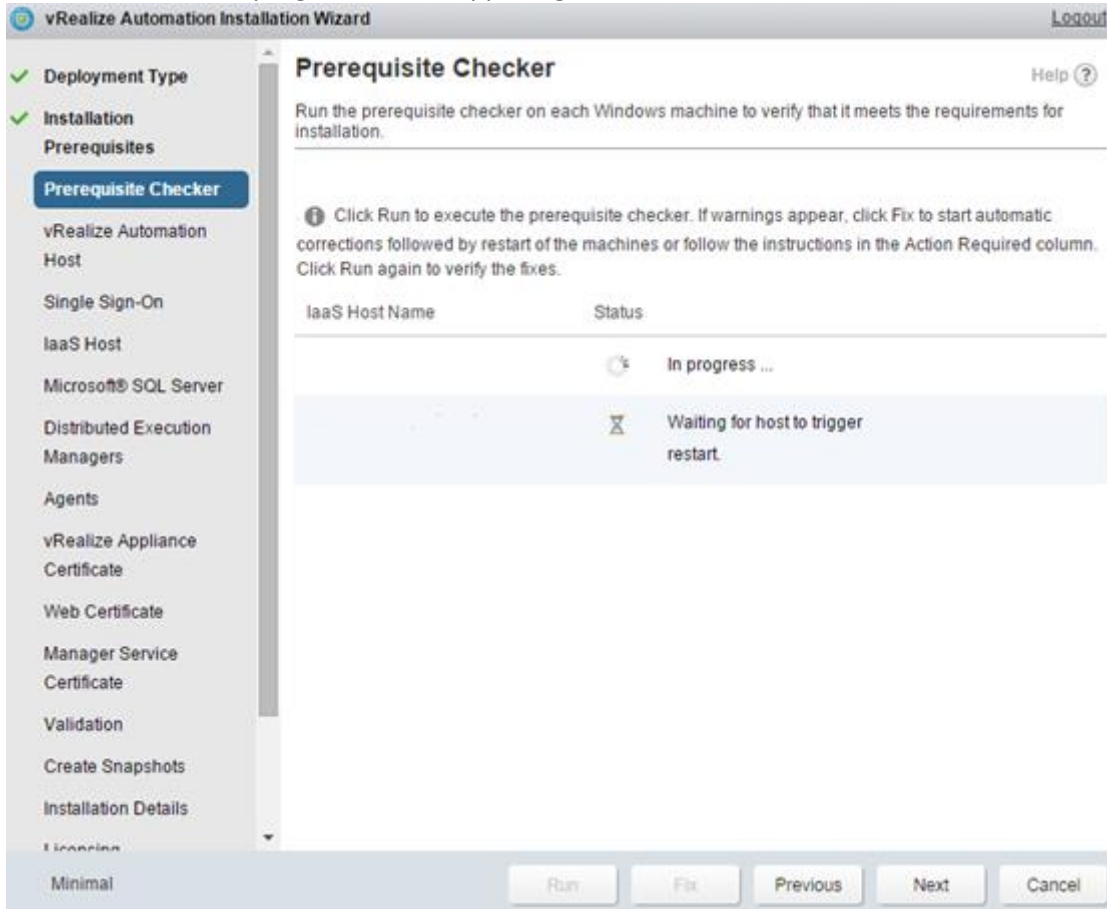 vRealize Automation Installation Wizard
Logout
Deployment Type
Installation
Prerequisites
Prerequisite Checker
vRealize Automation
Host
Single Sign-On
IaaS Host
Microsoft® SQL Server
Distributed Execution
Managers
Agents
vRealize Appliance
Certificate
Web Certificate
Manager Service
Certificate
Validation
Create Snapshots
Installation Details
Licensing
Minimal
Prerequisite Checker
Help ?
Run the prerequisite checker on each Windows machine to verify that it meets the requirements for
installation.
Click Run to execute the prerequisite checker. If warnings appear, click Fix to start automatic
corrections followed by restart of the machines or follow the instructions in the Action Required column.
Click Run again to verify the fixes.
IaaS Host Name Status
In progress ...
Waiting for host to trigger
restart.
Run Fix Previous Next Cancel